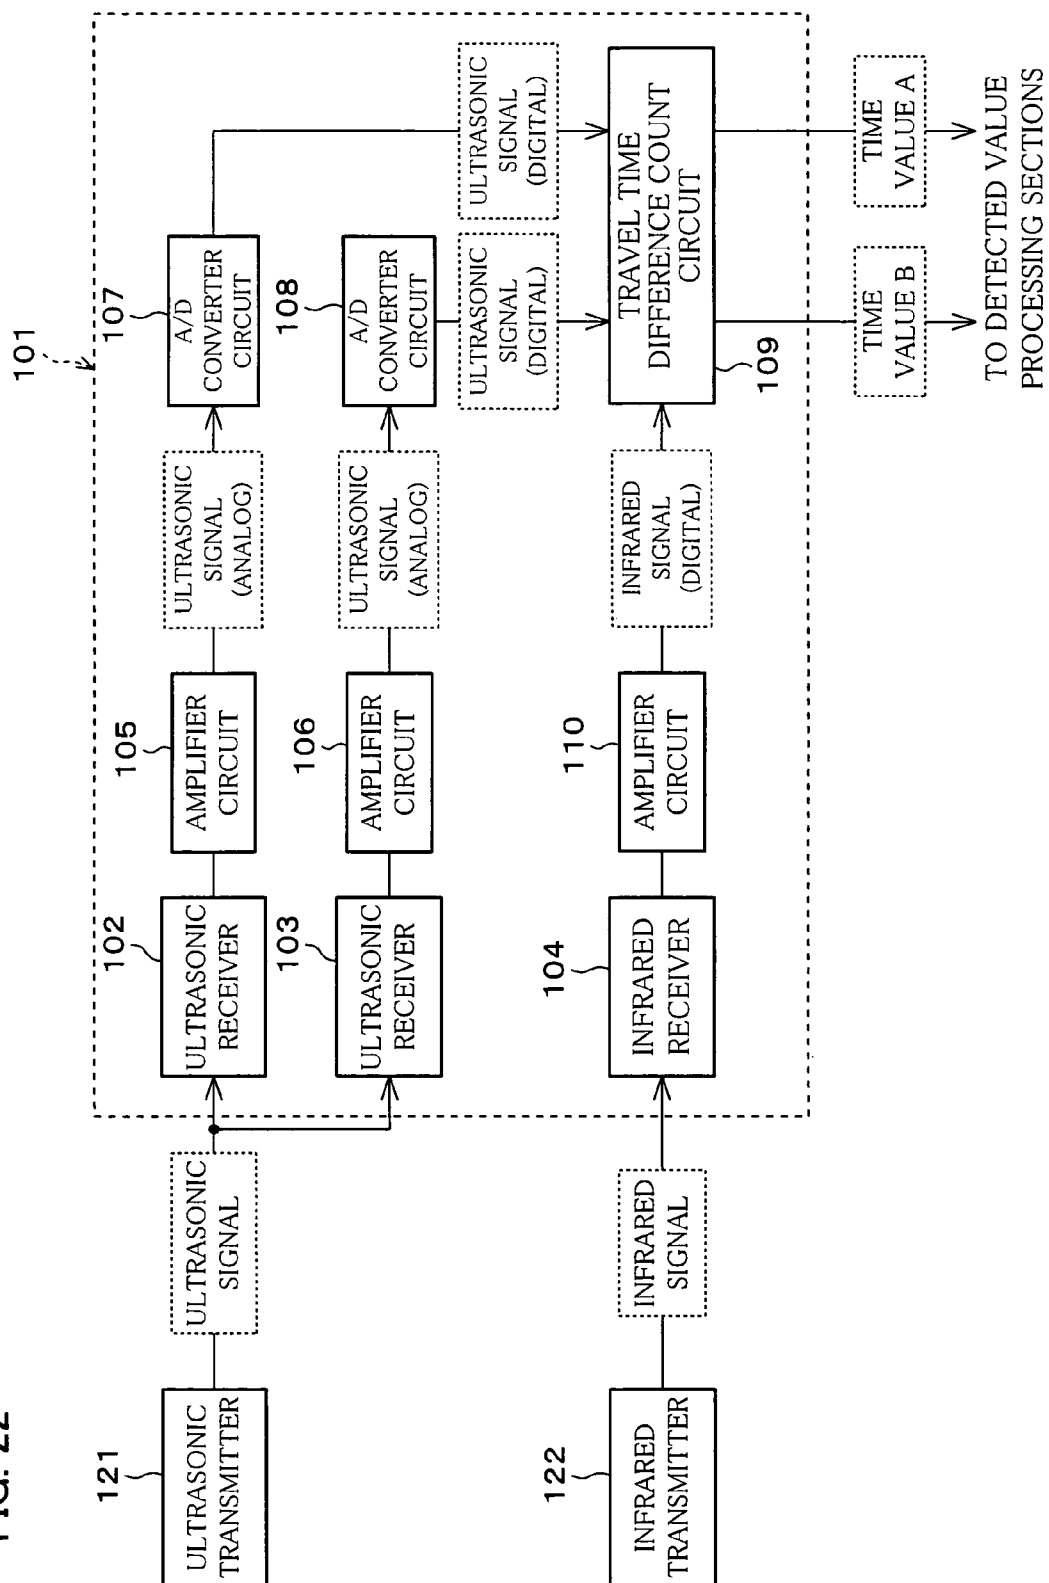 FIG. 22
101
121
ULTRASONIC
TRANSMITTER
ULTRASONIC
SIGNAL
102
ULTRASONIC
RECEIVER
105
AMPLIFIER
CIRCUIT
ULTRASONIC
SIGNAL
(ANALOG)
107
A/D
CONVERTER
CIRCUIT
103
ULTRASONIC
RECEIVER
106
AMPLIFIER
CIRCUIT
ULTRASONIC
SIGNAL
(ANALOG)
108
A/D
CONVERTER
CIRCUIT
ULTRASONIC
SIGNAL
(DIGITAL)
ULTRASONIC
SIGNAL
(DIGITAL)
122
INFRARED
TRANSMITTER
INFRARED
SIGNAL
104
INFRARED
RECEIVER
110
AMPLIFIER
CIRCUIT
INFRARED
SIGNAL
(DIGITAL)
TRAVEL TIME
DIFFERENCE COUNT
CIRCUIT
109
TIME
VALUE B
TIME
VALUE A
TO DETECTED VALUE
PROCESSING SECTIONS